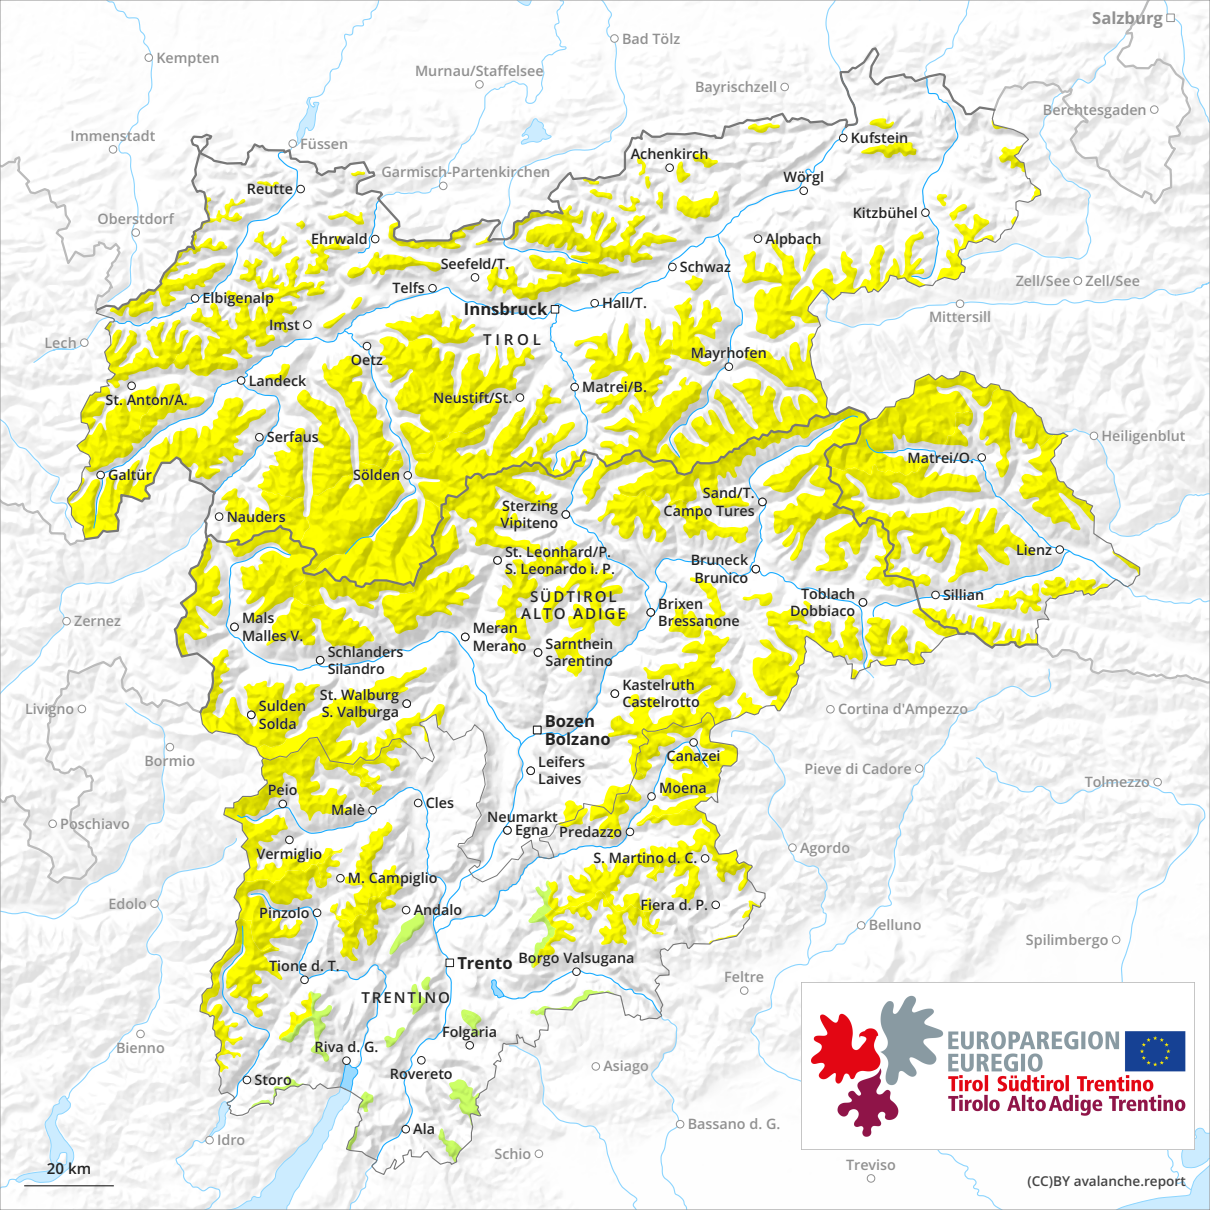 Salzburg
Bad Tölz
Kempten
Murnau/Staffelsee
Bayrischzell
Berchtesgaden
Immenstadt
Füssen
Kufstein
Achenkirch
Garmisch-Partenkirchen
Wörgl
Reutte
Oberstdorf
Kitzbühel
Ehrwald
Alpbach
Seefeld/T.
Schwaz
Zell/See
Zell/See
Telfs
Elbigenalp
Hall/T.
Innsbruck
Mittersill
Imst
TIROL
Lech
Oetz
Mayrhofen
Landeck
Matrei/B.
St. Anton/A.
Neustift/St.
Serfaus
Heiligenblut
Matrei/O.
Galtür
Sölden
Sand/T.
Campo Tures
Sterzing
Vipiteno
Nauders
St. Leonhard/P.
S. Leonardo i. P.
Lienz
Bruneck
Brunico
SÜDTIROL
ALTO ADIGE
Toblach
Dobbiaco
Sillian
Brixen
Bressanone
Zernez
Mals
Malles V.
Meran
Merano
Sarnthein
Sarentino
Schlanders
Silandro
Kastelruth
Castelrotto
St. Walburg
S. Valburga
Sulden
Solda
Livigno
Cortina d'Ampezzo
Bozen
Bolzano
Canazei
Bormio
Leifers
Laives
Pieve di Cadore
Tolmezzo
Peio
Moena
Malè
Cles
Neumarkt
Egna
Predazzo
Poschiavo
Vermiglio
Agordo
S. Martino d. C.
M. Campiglio
Edolo
Pinzolo
Andalo
Fiera d. P.
Belluno
Spilimbergo
Trento
Borgo Valsugana
Tione d. T.
Feltre
TRENTINO
Folgaria
Bienno
Riva d. G.
Rovereto
Asiago
Storo
EUROPAREGION
EUREGIO
Tirol Südtirol Trentino
Tirolo Alto Adige Trentino
Ala
Bassano d. G.
Idro
Schio
Treviso
20 km
(CC)BY avalanche.report